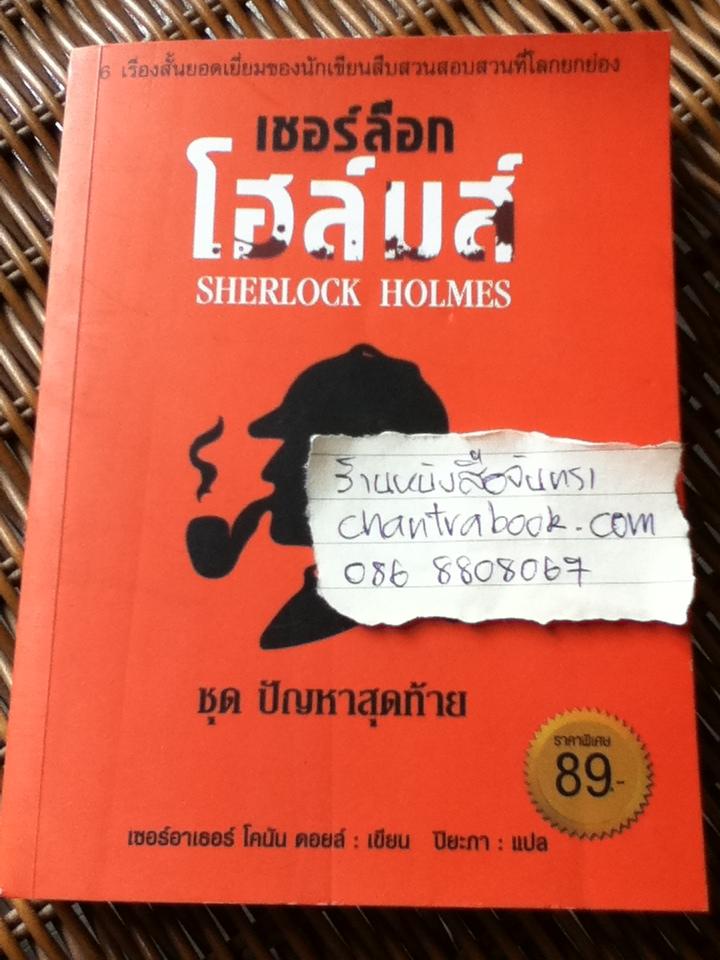 6 เรื่องสั้นยอดเยี่ยมของนักเขียนสืบสวนสอบสวนที่โลกยกย่อง
เชอร์ล็อก
โฮล์มส์
SHERLOCK HOLMES
ร้านหนังสือจันทรา
chantrabook.com
086 8808067
ชุด ปัญหาสุดท้าย
ราคาพิเศษ
89.-
เซอร์อาเธอร์ โคนัน ดอยล์ : เขียน ปิยะภา : แปล